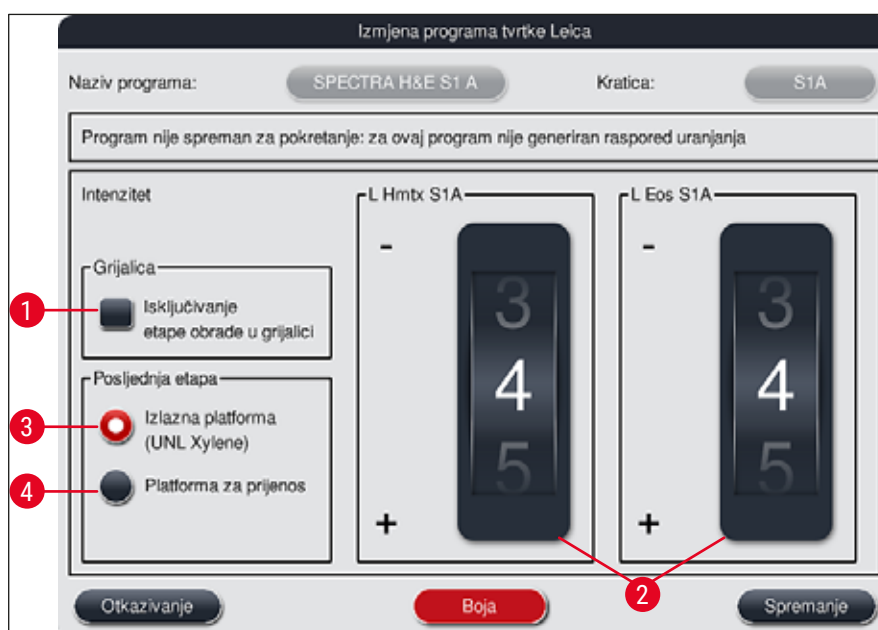 Izmjena programa tvrtke Leica
Naziv programa: SPECTRA H&E S1 A Kratica: S1A
Program nije spreman za pokretanje: za ovaj program nije generiran raspored uranjanja
Intenzitet
L Hmtx S1A
L Eos S1A
- -
Grijalica
1
Isključivanje
etape obrade u grijalici
3 3
4 4
5 5
Posljednja etapa
3
Izlazna platforma
(UNL Xylene)
4
Platforma za prijenos
+ +
2
Otkazivanje Boja Spremanje